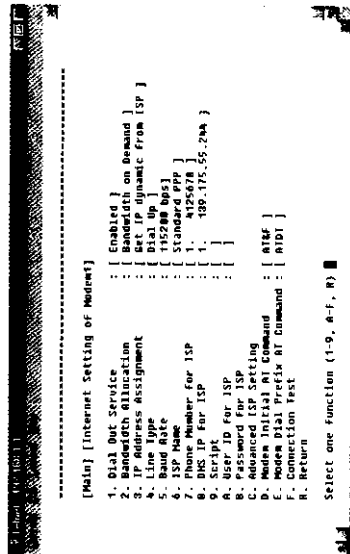 [Main] [Internet Setting of Modem#1]
1. Dial Out Service : [ Enabled ]
2. Bandwidth Allocation : [ Bandwidth on Demand ]
3. IP Address Assignment : [ Get IP dynamic from ISP ]
4. Line Type : [ Dial Up ]
5. Baud Rate : [ 115200 bps]
6. ISP Name : [ Standard PPP ]
7. Phone Number for ISP : [ 1. 4125678 ]
8. DNS IP for ISP : [ 1. 139.175.55.244 ]
9. Script : [ ]
A. User ID for ISP : [ ]
B. Password for ISP
C. Advanced ISP Setting
D. Modem Initial AT Command : [ AT&F ]
E. Modem Dial Prefix AT Command : [ ATDT ]
F. Connection Test
R. Return
Select one function (1-9, A-F, R)